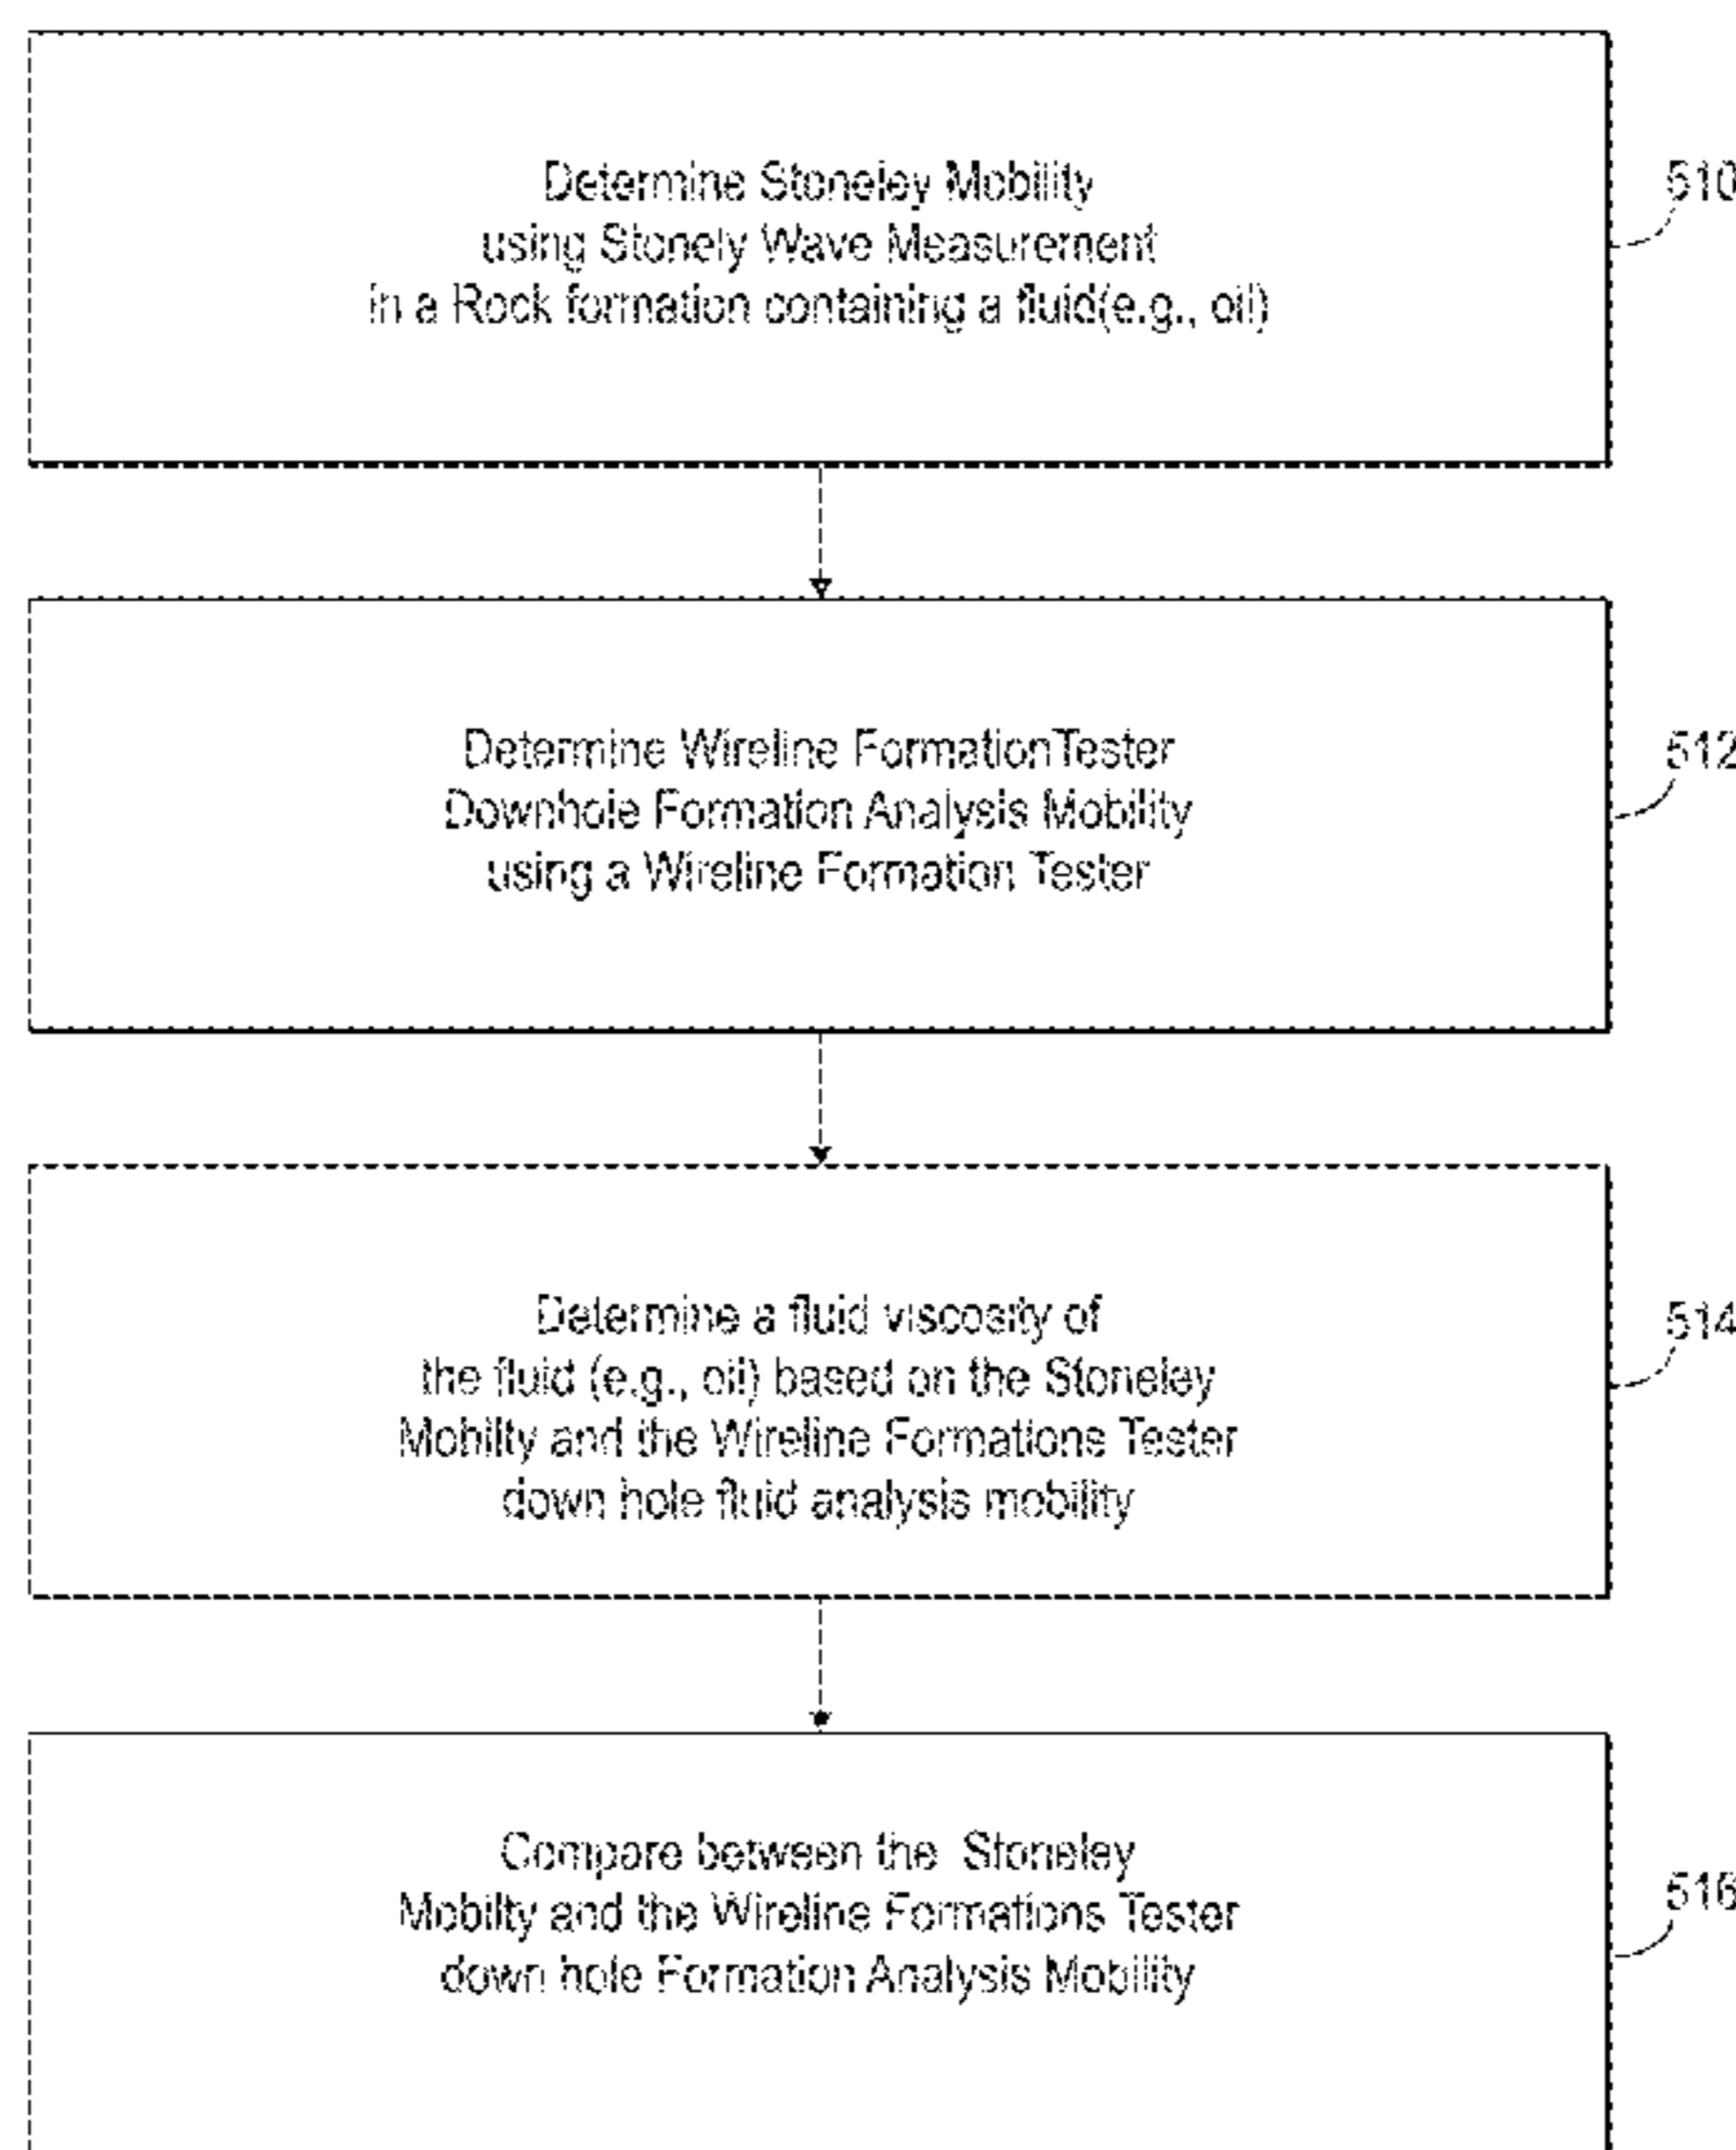 Determine Stoneley Mobility
using Stonely Wave Measurement
in a Rock formation containing a fluid(e.g., oil)
510
Determine Wireline FormationTester
Downhole Formation Analysis Mobility
using a Wireline Formation Tester
512
Determine a fluid viscosity of
the fluid (e.g., oil) based on the Stoneley
Mobilty and the Wireline Formations Tester
down hole fluid analysis mobility
514
Compare between the Stoneley
Mobilty and the Wireline Formations Tester
down hole Formation Analysis Mobility
516